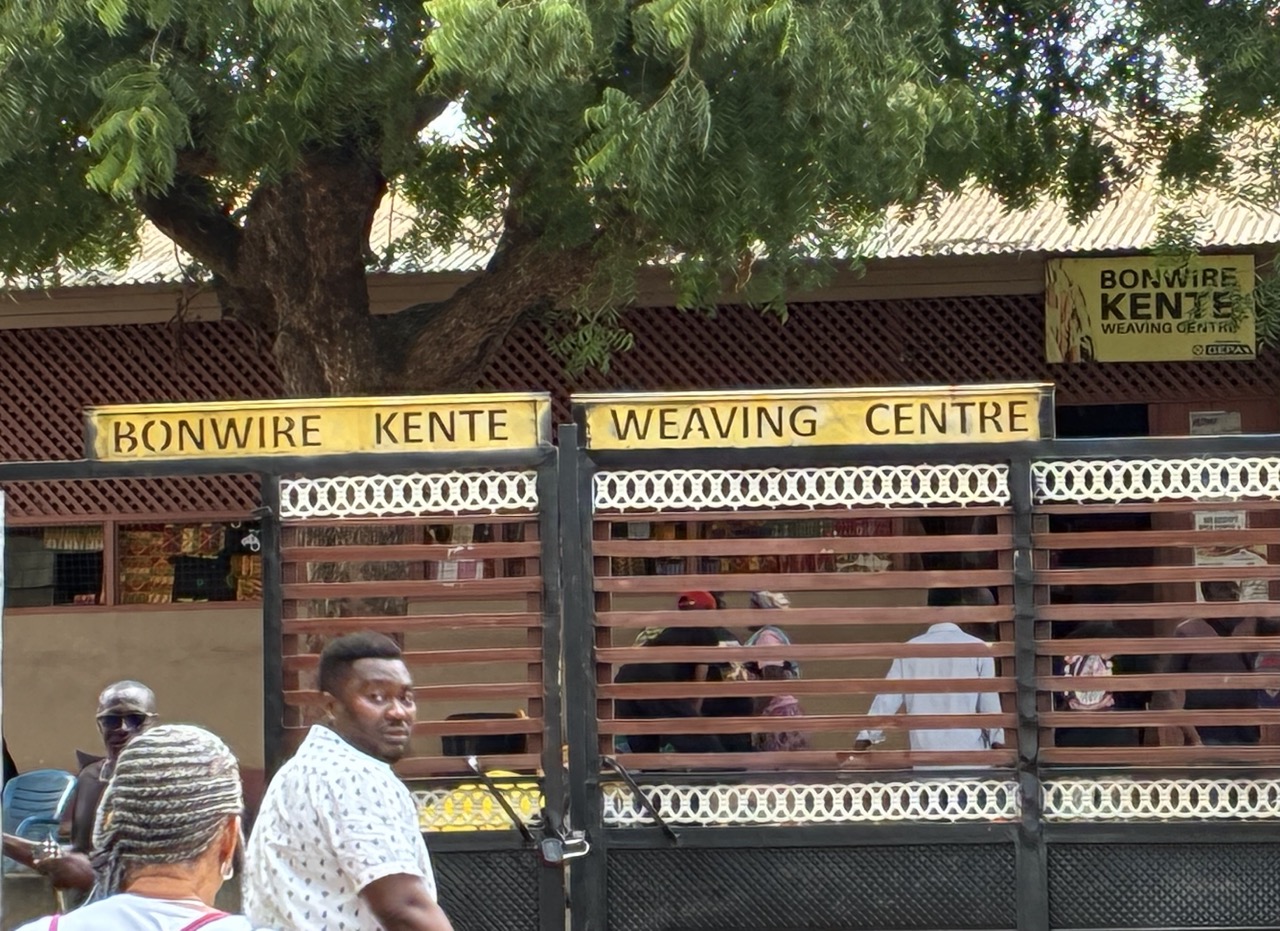 BONWIRE
KENTE
WEAVING CENTRE
GEPA
BONWIRE KENTE WEAVING CENTRE